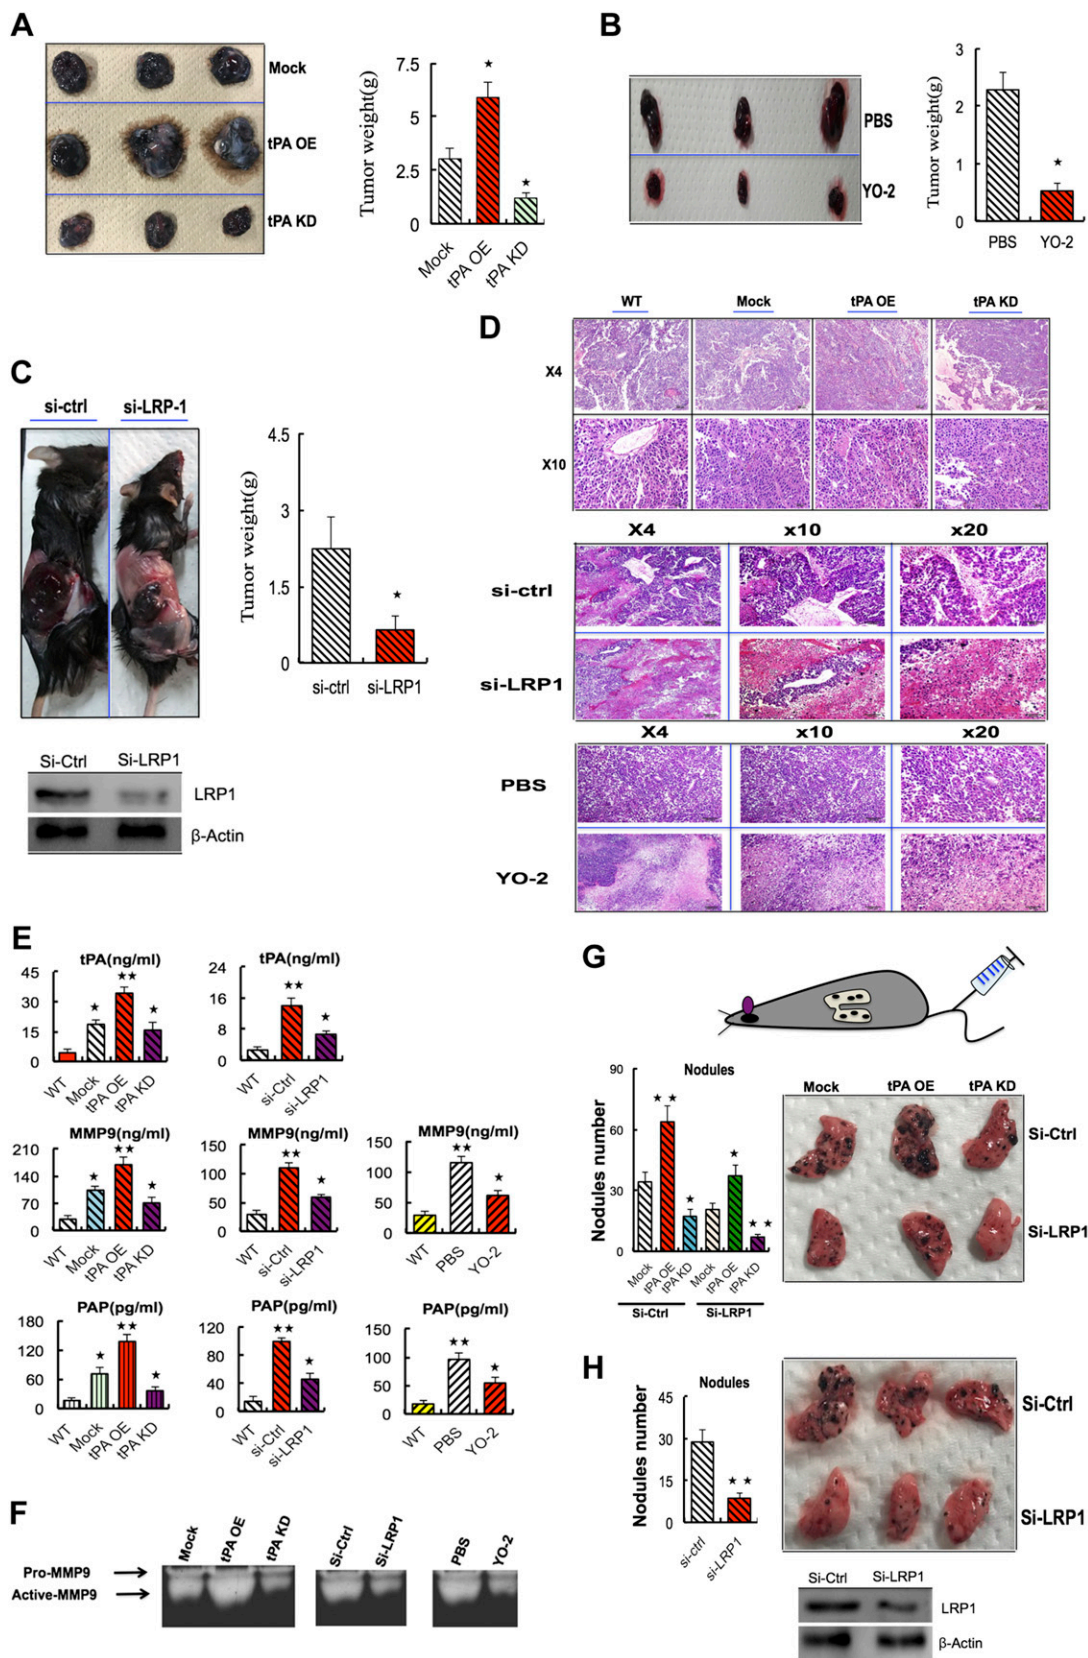 A
Mock
tPA OE
tPA KD
Tumor weight(g)
7.5
5
2.5
0
★
★
Mock
tPA OE
tPA KD
B
PBS
YO-2
Tumor weight(g)
3
2
1
0
★
PBS
YO-2
C
si-ctrl
si-LRP-1
Tumor weight(g)
4.5
3
1.5
0
★
si-ctrl
si-LRP1
Si-Ctrl
Si-LRP1
LRP1
β-Actin
D
WT
Mock
tPA OE
tPA KD
X4
X10
X4
x10
x20
si-ctrl
si-LRP1
X4
x10
x20
PBS
YO-2
E
tPA(ng/ml)
45
30
15
0
★
★★
★
WT
Mock
tPA OE
tPA KD
tPA(ng/ml)
24
16
8
0
★★
★
WT
si-Ctrl
si-LRP1
MMP9(ng/ml)
210
140
70
0
★
★★
★
WT
Mock
tPA OE
tPA KD
MMP9(ng/ml)
150
100
50
0
★★
★
WT
si-Ctrl
si-LRP1
MMP9(ng/ml)
150
100
50
0
★★
★
WT
PBS
YO-2
PAP(pg/ml)
180
120
60
0
★
★★
★
WT
Mock
tPA OE
tPA KD
PAP(pg/ml)
120
80
40
0
★★
★
WT
si-Ctrl
si-LRP1
PAP(pg/ml)
150
100
50
0
★★
★
WT
PBS
YO-2
F
Mock
tPA OE
tPA KD
Si-Ctrl
Si-LRP1
PBS
YO-2
Pro-MMP9
Active-MMP9
G
Nodules
Nodules number
90
60
30
0
★ ★
★
★
★ ★
Mock
tPA OE
tPA KD
Mock
tPA OE
tPA KD
Si-Ctrl
Si-LRP1
Mock
tPA OE
tPA KD
Si-Ctrl
Si-LRP1
H
Nodules
Nodules number
45
30
15
0
★ ★
si-ctrl
si-LRP1
Si-Ctrl
Si-LRP1
Si-Ctrl
Si-LRP1
LRP1
β-Actin